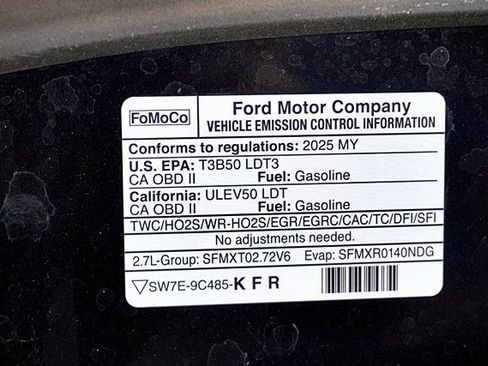 FoMoCo
Ford Motor Company
VEHICLE EMISSION CONTROL INFORMATION
Conforms to regulations: 2025 MY
U.S. EPA: T3B50 LDT3
CA OBD II Fuel: Gasoline
California: ULEV50 LDT
CA OBD II Fuel: Gasoline
TWC/HO2S/WR-HO2S/EGR/EGRC/CAC/TC/DFI/SFI
No adjustments needed.
2.7L-Group: SFMXT02.72V6 Evap: SFMXR0140NDG
▽SW7E-9C485-K F R